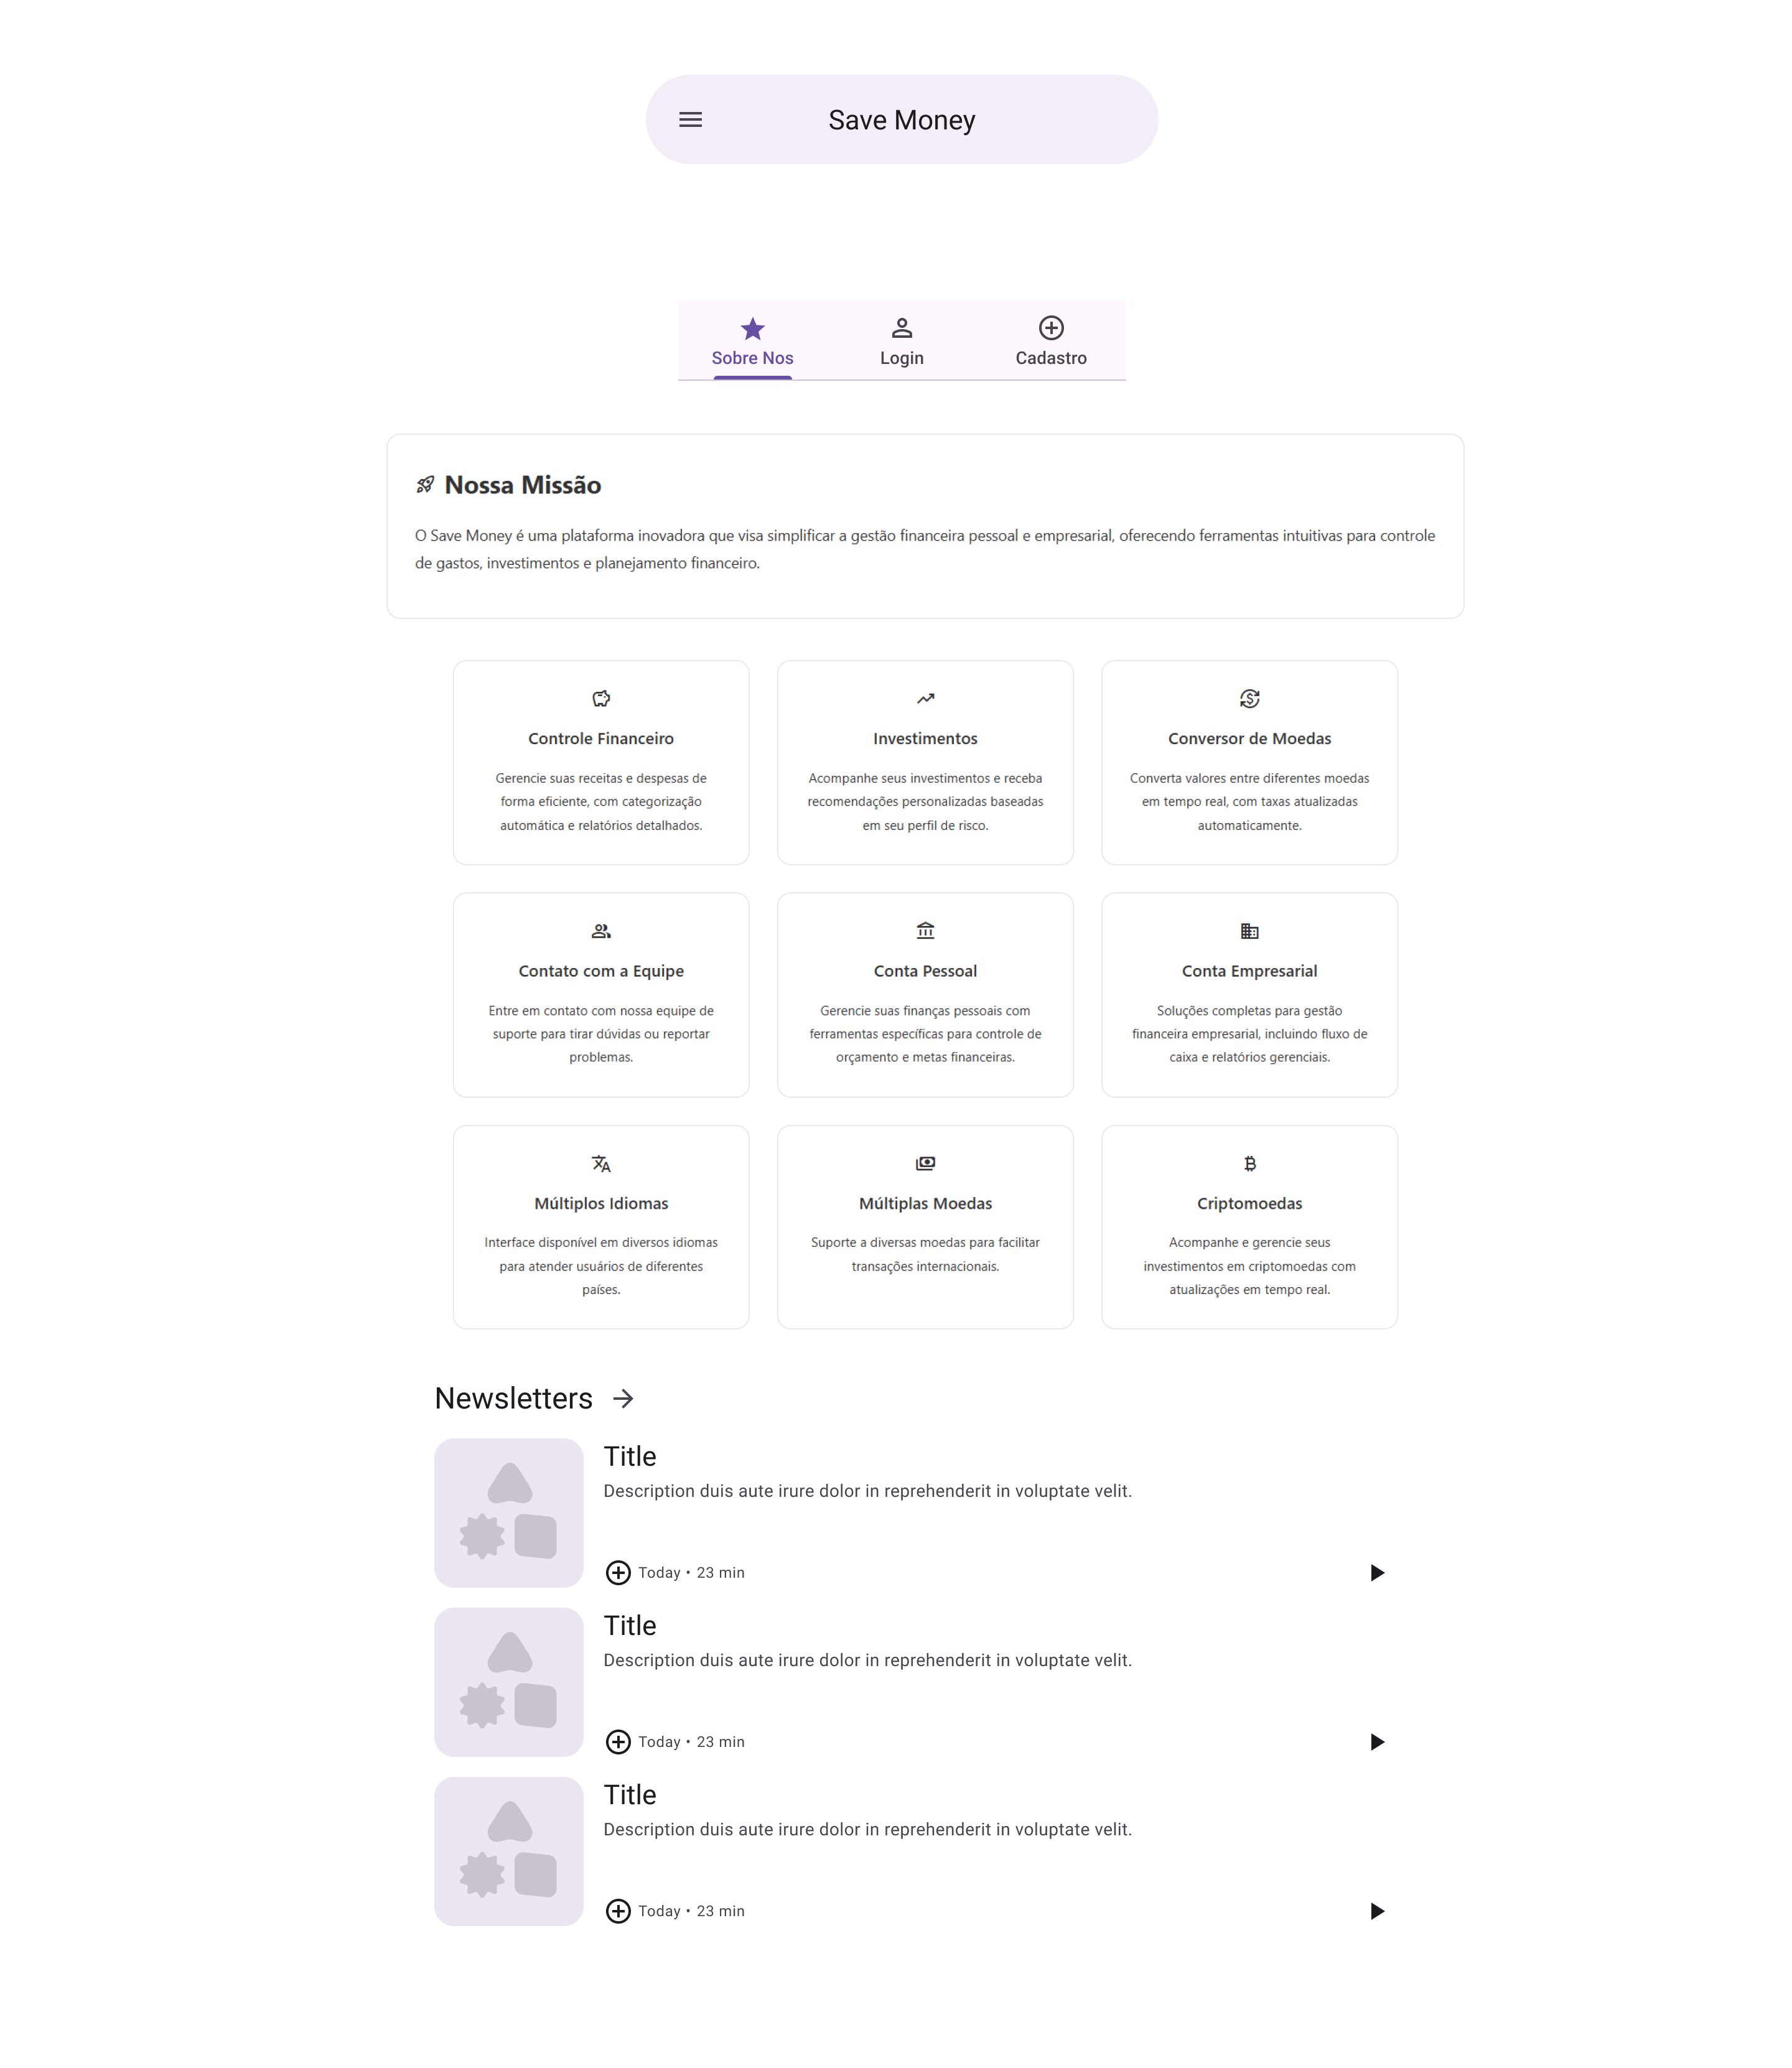 Save Money
Sobre Nos
Login
Cadastro
Nossa Missão
O Save Money é uma plataforma inovadora que visa simplificar a gestão financeira pessoal e empresarial, oferecendo ferramentas intuitivas para controle
de gastos, investimentos e planejamento financeiro.
Controle Financeiro
Gerencie suas receitas e despesas de
forma eficiente, com categorização
automática e relatórios detalhados.
Investimentos
Acompanhe seus investimentos e receba
recomendações personalizadas baseadas
em seu perfil de risco.
Conversor de Moedas
Converta valores entre diferentes moedas
em tempo real, com taxas atualizadas
automaticamente.
Contato com a Equipe
Entre em contato com nossa equipe de
suporte para tirar dúvidas ou reportar
problemas.
Conta Pessoal
Gerencie suas finanças pessoais com
ferramentas específicas para controle de
orçamento e metas financeiras.
Conta Empresarial
Soluções completas para gestão
financeira empresarial, incluindo fluxo de
caixa e relatórios gerenciais.
Múltiplos Idiomas
Interface disponível em diversos idiomas
para atender usuários de diferentes
países.
Múltiplas Moedas
Suporte a diversas moedas para facilitar
transações internacionais.
Criptomoedas
Acompanhe e gerencie seus
investimentos em criptomoedas com
atualizações em tempo real.
Newsletters
Title
Description duis aute irure dolor in reprehenderit in voluptate velit.
Today • 23 min
Title
Description duis aute irure dolor in reprehenderit in voluptate velit.
Today • 23 min
Title
Description duis aute irure dolor in reprehenderit in voluptate velit.
Today • 23 min